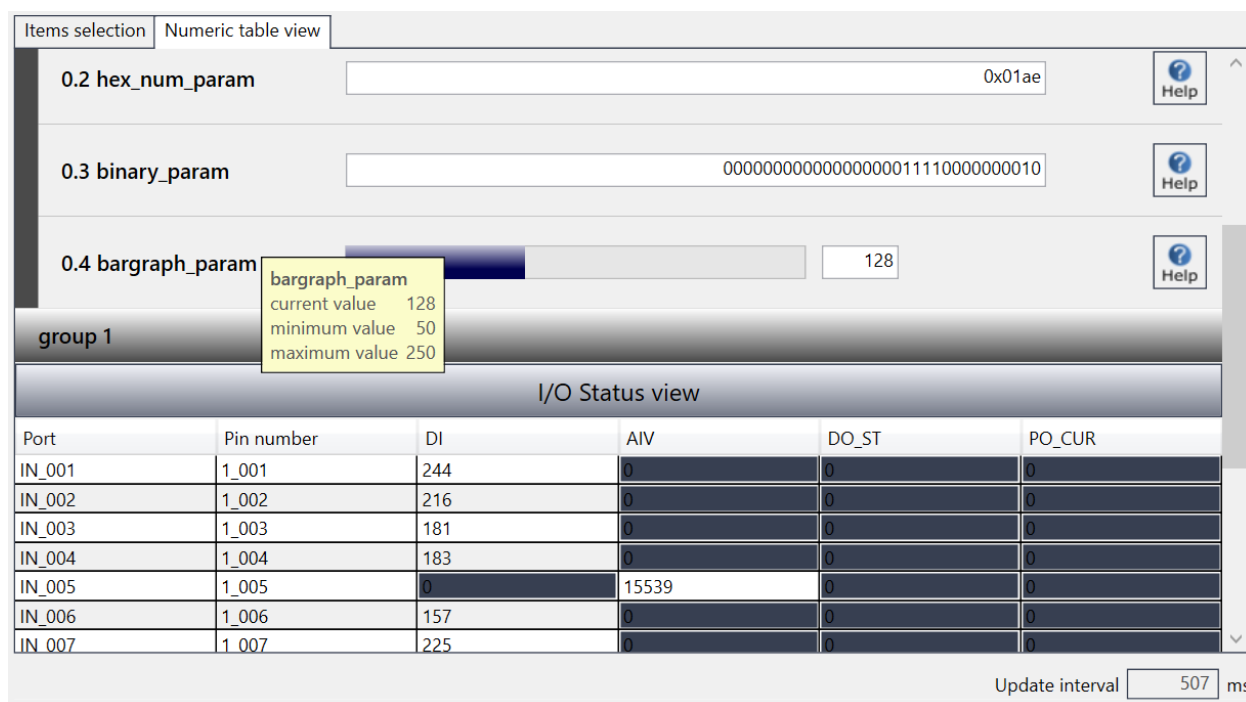 Items selection Numeric table view
0.2 hex_num_param 0x01ae Help
0.3 binary_param 00000000000000000011110000000010 Help
0.4 bargraph_param 128 Help
bargraph_param
current value 128
minimum value 50
maximum value 250
group 1
I/O Status view
Port Pin number DI AIV DO_ST PO_CUR
IN_001 1_001 244 0 0 0
IN_002 1_002 216 0 0 0
IN_003 1_003 181 0 0 0
IN_004 1_004 183 0 0 0
IN_005 1_005 0 15539 0 0
IN_006 1_006 157 0 0 0
IN_007 1_007 225 0 0 0
Update interval 507 ms